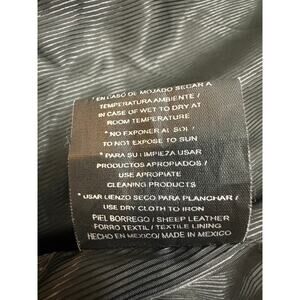 * EN CASO DE MOJADO SECAR A
TEMPERATURA AMBIENTE /
IN CASE OF WET TO DRY AT
ROOM TEMPERATURE
* NO EXPONER AL SOL /
TO NOT EXPOSE TO SUN
* PARA SU LIMPIEZA USAR
PRODUCTOS APROPIADOS /
USE APROPIATE
CLEANING PRODUCTS
* USAR LIENZO SECO PARA PLANCHAR /
USE DRY CLOTH TO IRON
PIEL BORREGO / SHEEP LEATHER
FORRO TEXTIL / TEXTILE LINING
HECHO EN MEXICO/ MADE IN MEXICO